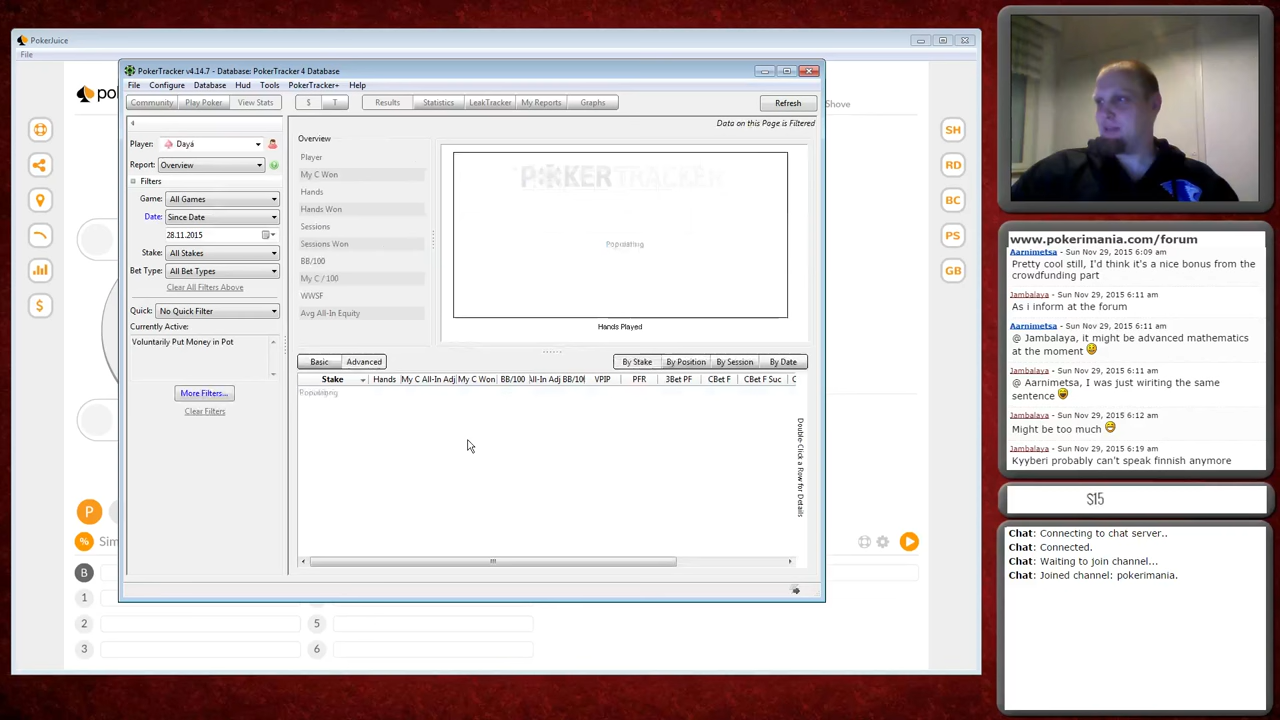 PokerJuice
File
PokerTracker v4.14.7 - Database: PokerTracker 4 Database
File Configure Database Hud Tools PokerTracker+ Help
Community Play Poker View Stats $ T Results Statistics LeakTracker My Reports Graphs Refresh
Shove
Data on this Page is Filtered
Player: Dayá
Report: Overview
Filters
Game: All Games
Date: Since Date
28.11.2015
Stake: All Stakes
Bet Type: All Bet Types
Clear All Filters Above
Quick: No Quick Filter
Currently Active:
Voluntarily Put Money in Pot
More Filters...
Clear Filters
Overview
Player
My C Won
Hands
Hands Won
Sessions
Sessions Won
BB/100
My C / 100
WWSF
Avg All-In Equity
POKERTRACKER
Hands Played
Basic Advanced By Stake By Position By Session By Date
Stake Hands My C All-In Adj My C Won BB/100 All-In Adj BB/100 VPIP PFR 3Bet F CBet F CBet F Suc C
Double-Click a Row for Details
SH
RD
BC
PS
GB
P
% Sim
B
1
2 5
3 6
www.pokerimania.com/forum
Aarnimetsa - Sun Nov 29, 2015 6:09 am
Pretty cool still, I'd think it's a nice bonus from the
crowdfunding part
Jambalaya - Sun Nov 29, 2015 6:11 am
As i inform at the forum
Aarnimetsa - Sun Nov 29, 2015 6:11 am
@ Jambalaya, it might be advanced mathematics
at the moment
Jambalaya - Sun Nov 29, 2015 6:11 am
@ Aarnimetsa, I was just wiriting the same
sentence
Jambalaya - Sun Nov 29, 2015 6:12 am
Might be too much
Jambalaya - Sun Nov 29, 2015 6:19 am
Kyyberi probably can't speak finnish anymore
$15
Chat: Connecting to chat server..
Chat: Connected.
Chat: Waiting to join channel...
Chat: Joined channel: pokerimania.